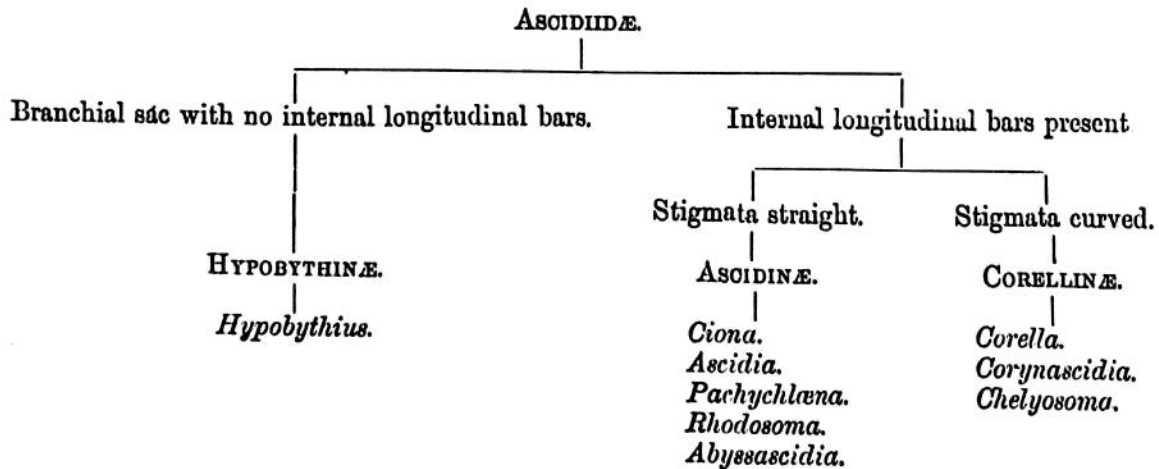 ASCIDIIDÆ.
Branchial sac with no internal longitudinal bars.
Internal longitudinal bars present
Stigmata straight.
Stigmata curved.
HYPOBYTHINÆ.
ASCIDINÆ.
CORELLINÆ.
Hypobythius.
Ciona.
Ascidia.
Pachychlæna.
Rhodosoma.
Abyssascidia.
Corella.
Corynascidia.
Chelyosoma.